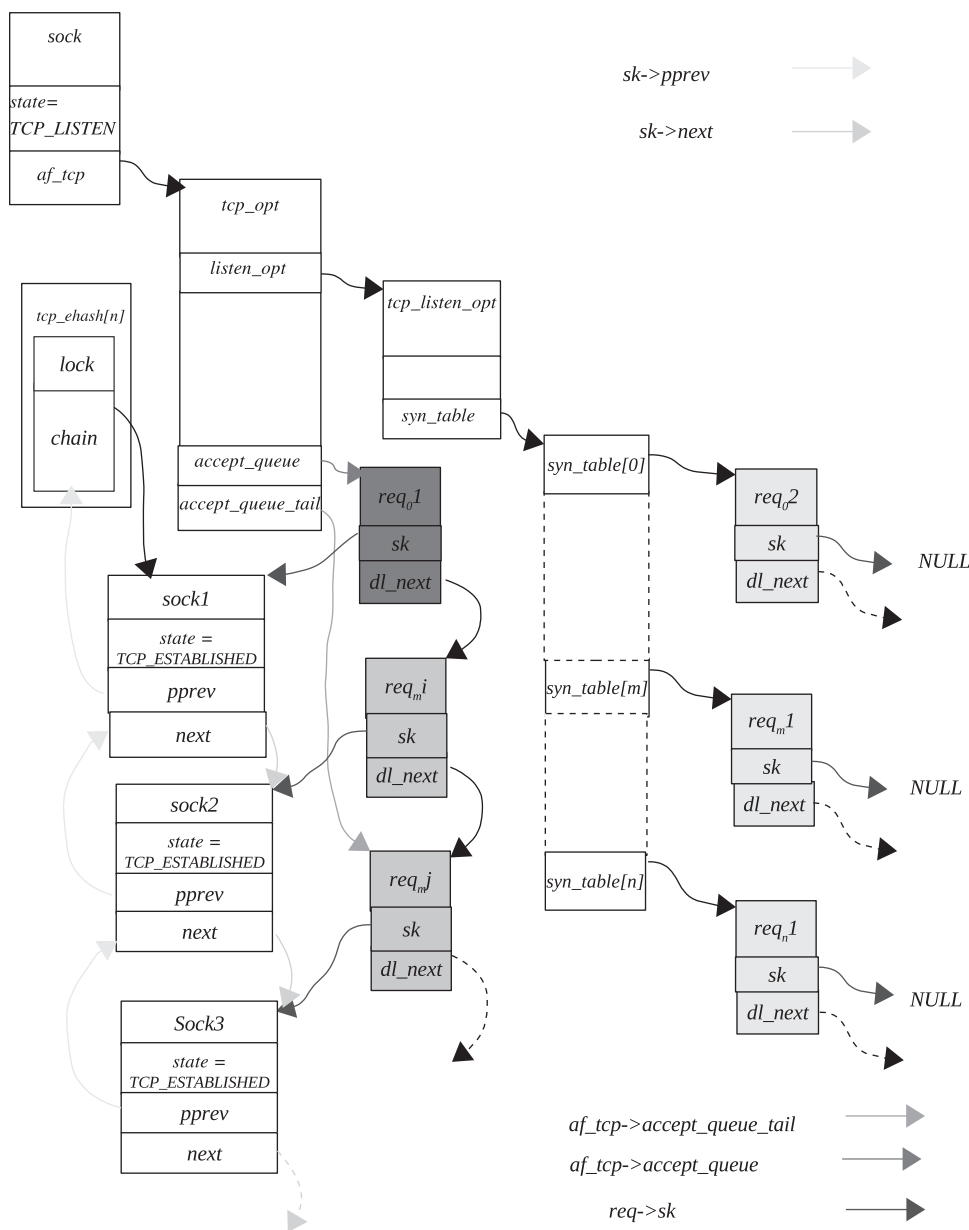 sock
state=
TCP_LISTEN
af_tcp
sk->pprev
sk->next
tcp_opt
listen_opt
accept_queue
accept_queue_tail
tcp_listen_opt
syn_table
tcp_ehash[n]
lock
chain
syn_table[0]
syn_table[m]
syn_table[n]
req₀1
sk
dl_next
reqₘi
sk
dl_next
reqₘj
sk
dl_next
req₀2
sk
dl_next
NULL
reqₘ1
sk
dl_next
NULL
reqₙ1
sk
dl_next
NULL
sock1
state =
TCP_ESTABLISHED
pprev
next
sock2
state =
TCP_ESTABLISHED
pprev
next
Sock3
state =
TCP_ESTABLISHED
pprev
next
af_tcp->accept_queue_tail
af_tcp->accept_queue
req->sk